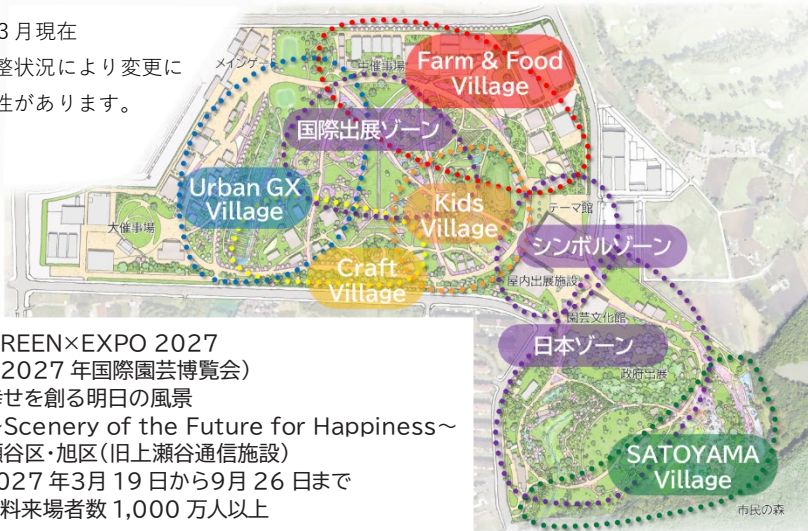 3月現在
整状況により変更に
性があります。
メインゲート
中催事場
Farm & Food
Village
国際出展ゾーン
Urban GX
Village
Kids
Village
テーマ館
大催事場
シンボルゾーン
Craft
Village
屋内出展施設
園芸文化館
日本ゾーン
政府出展
SATOYAMA
Village
市民の森
REEN×EXPO 2027
2027年国際園芸博覧会)
せを創る明日の風景
Scenery of the Future for Happiness～
谷区・旭区(旧上瀬谷通信施設)
027年3月19日から9月26日まで
料来場者数1,000万人以上